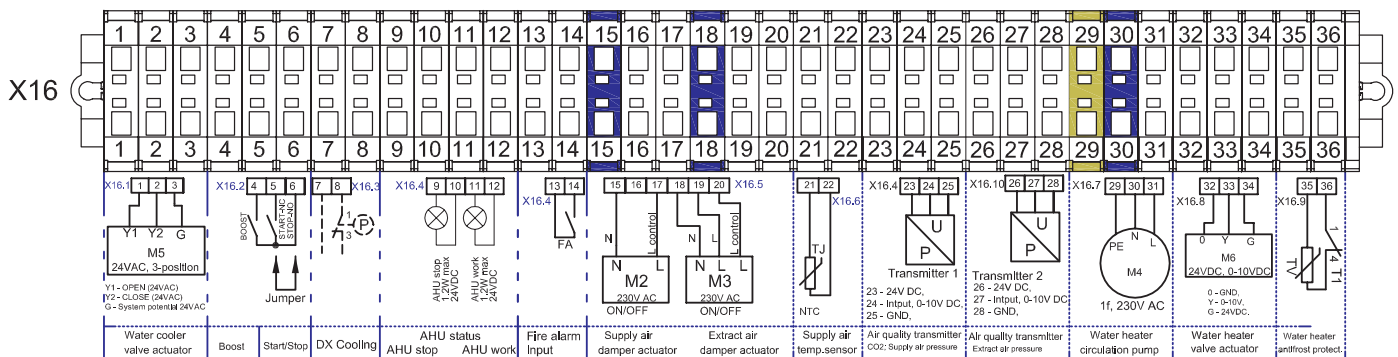 1 2 3 4 5 6 7 8 9 10 11 12 13 14 15 16 17 18 19 20 21 22 23 24 25 26 27 28 29 30 31 32 33 34 35 36
X16
1 2 3 4 5 6 7 8 9 10 11 12 13 14 15 16 17 18 19 20 21 22 23 24 25 26 27 28 29 30 31 32 33 34 35 36
X16.1 1 2 3
Y1 Y2 G
M5
24VAC, 3-position
Y1 - OPEN (24VAC)
Y2 - CLOSE (24VAC)
G - System potential 24VAC
X16.2 4 5 6
BOOST
START-NC
STOP-NO
Jumper
7 8 X16.3
1
3
P
X16.4 9 10 11 12
AHU stop
1,2W max
24VDC
AHU work
1,2W max
24VDC
13 14
X16.4
FA
15 16 17 18 19 20 X16.5
N
L control
N L L
M2
230V AC
ON/OFF
N
L
L control
N L L
M3
230V AC
ON/OFF
21 22
X16.6
TJ
NTC
X16.4 23 24 25
U
P
Transmitter 1
23 - 24V DC,
24 - Intput, 0-10V DC,
25 - GND,
X16.10 26 27 28
U
P
Transmitter 2
26 - 24V DC,
27 - Intput, 0-10V DC,
28 - GND,
X16.7 29 30 31
PE N L
M4
1f, 230V AC
32 33 34
X16.8
0 Y G
M6
24VDC, 0-10VDC
0 - GND,
Y - 0-10V,
G - 24VDC.
35 36
X16.9
TV
1
4
T1
Water cooler
valve actuator
Boost
Start/Stop
DX Cooling
AHU status
AHU stop AHU work
Fire alarm
Input
Supply air
damper actuator
Extract air
damper actuator
Supply air
temp.sensor
Air quality transmitter
CO2; Supply air pressure
Air quality transmitter
Extract air pressure
Water heater
circulation pump
Water heater
valve actuator
Water heater
antifrost protect.